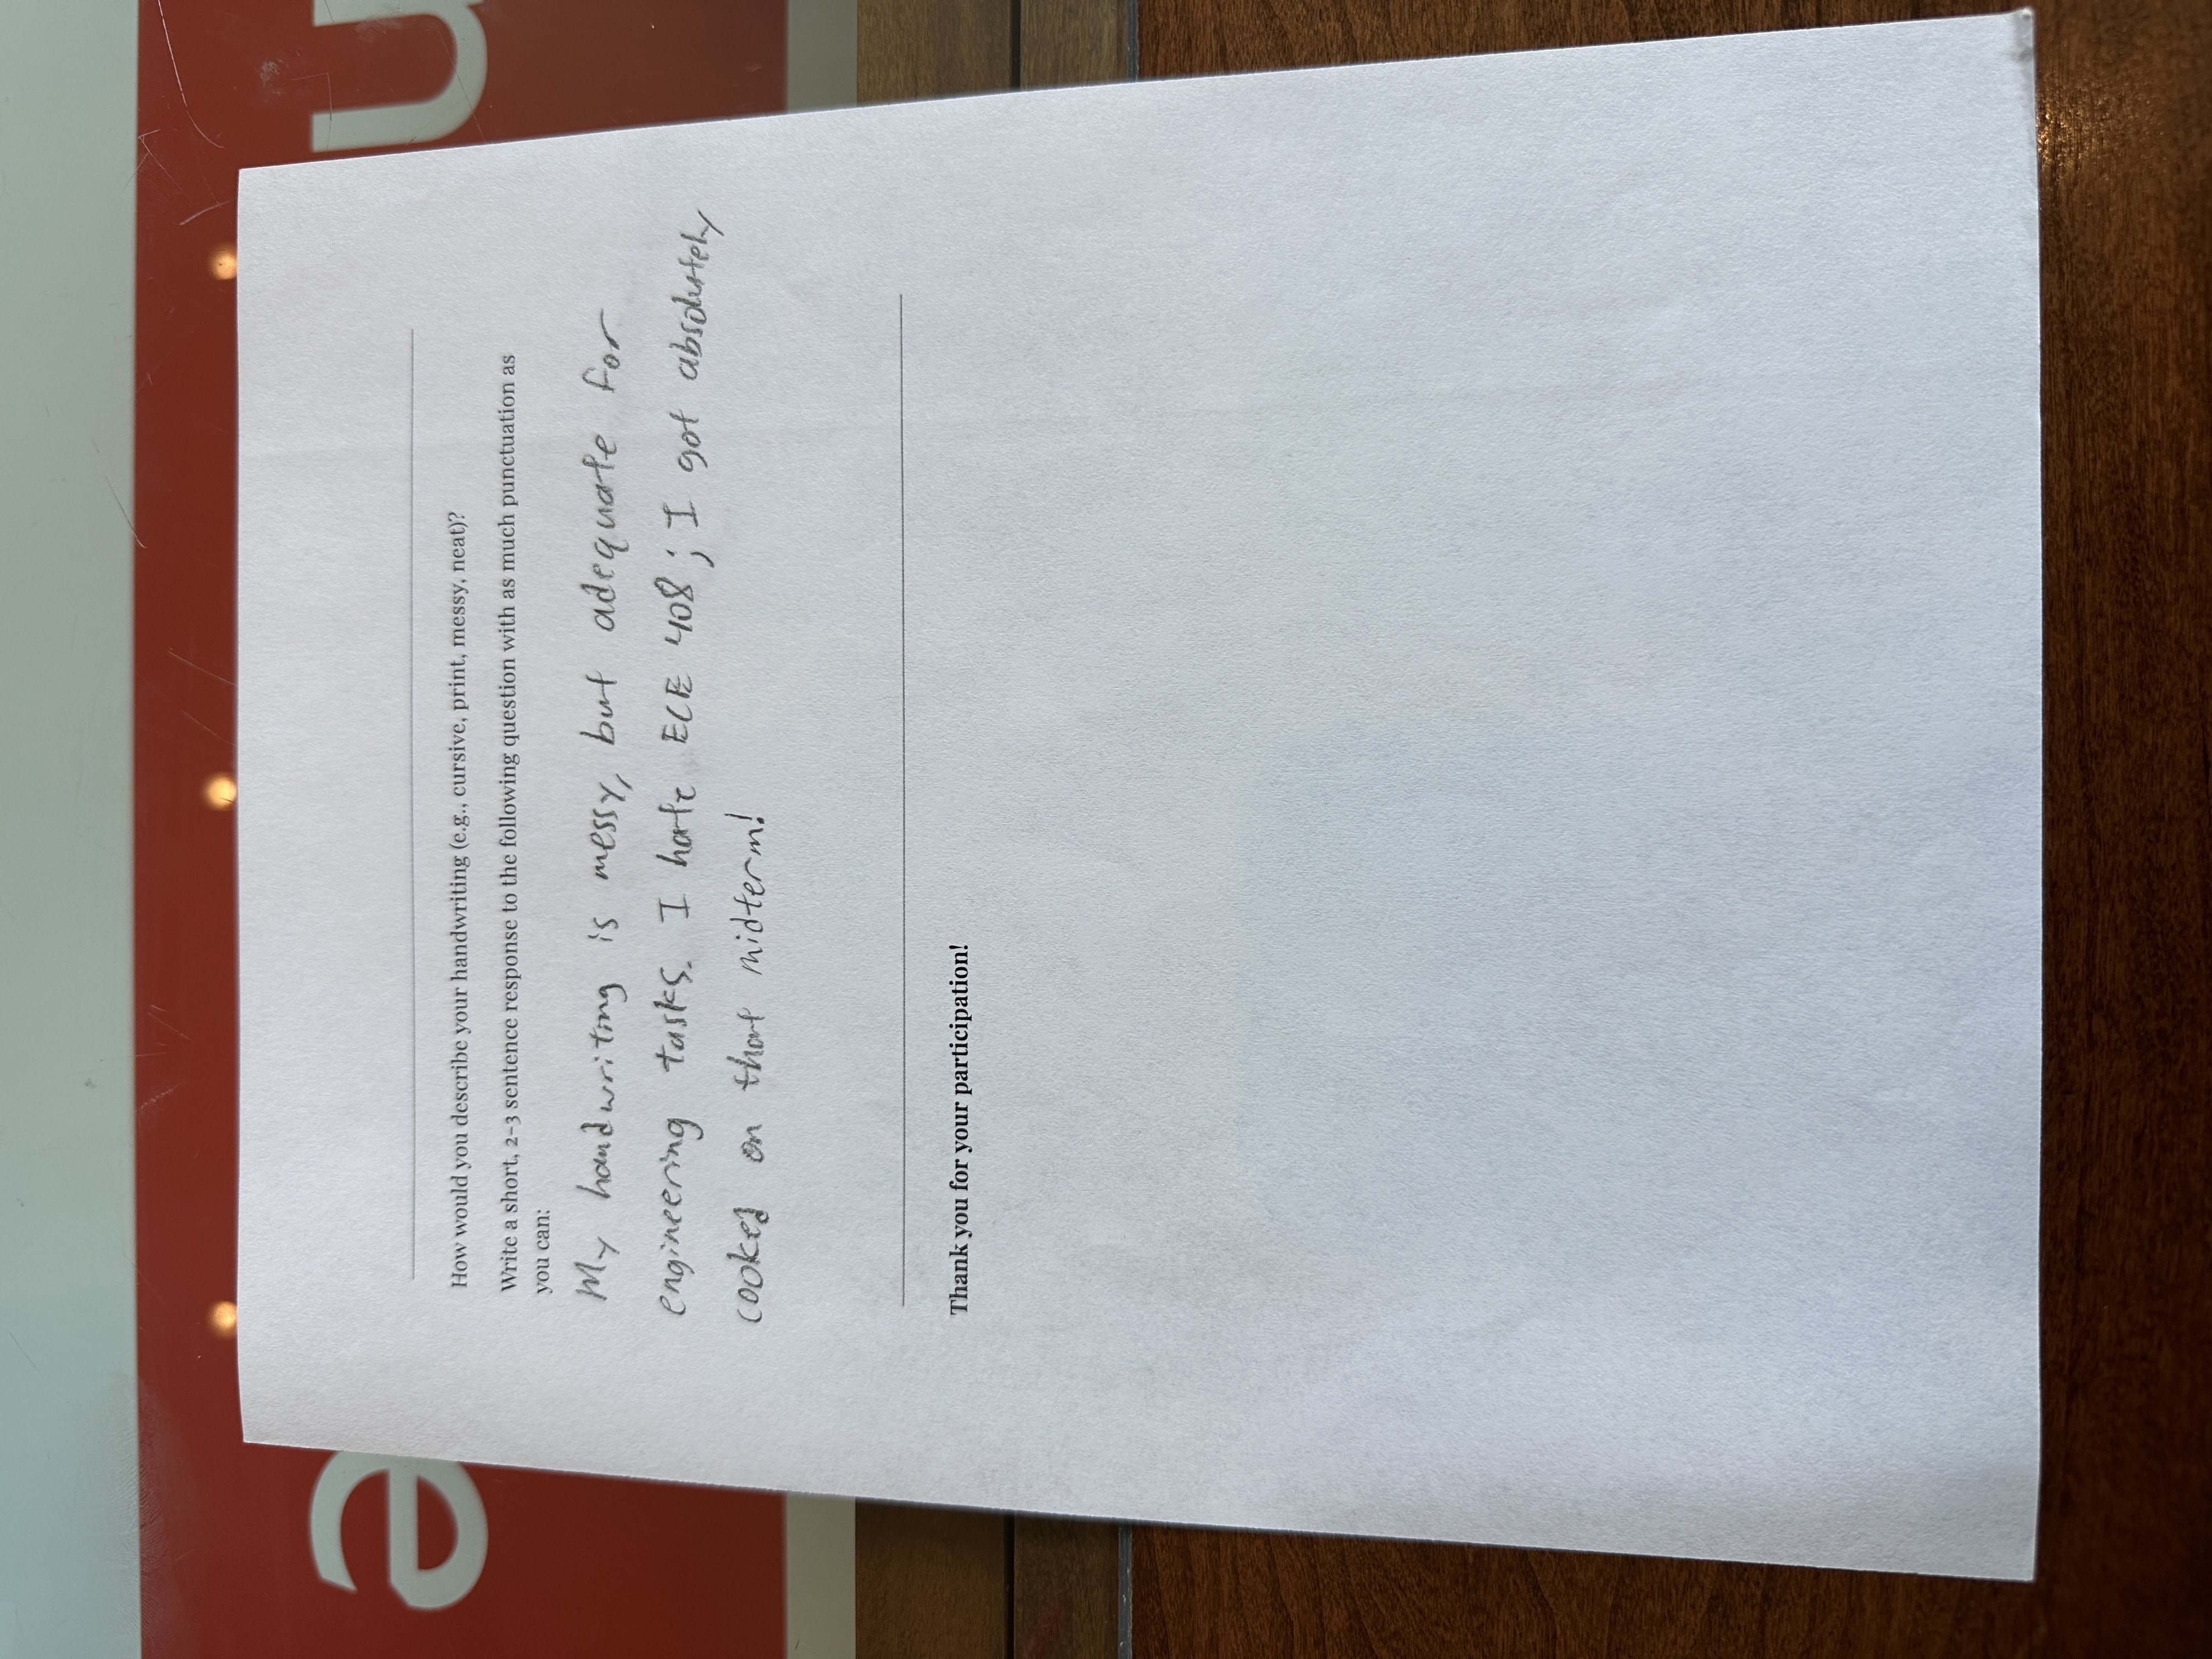 How would you describe your handwriting (e.g., cursive, print, messy, neat)?
Write a short, 2-3 sentence response to the following question with as much punctuation as
you can:
My handwriting is messy, but adequate for
engineering tasks. I hate ECE 408; I got absolutely
cooked on that midterm!
Thank you for your participation!